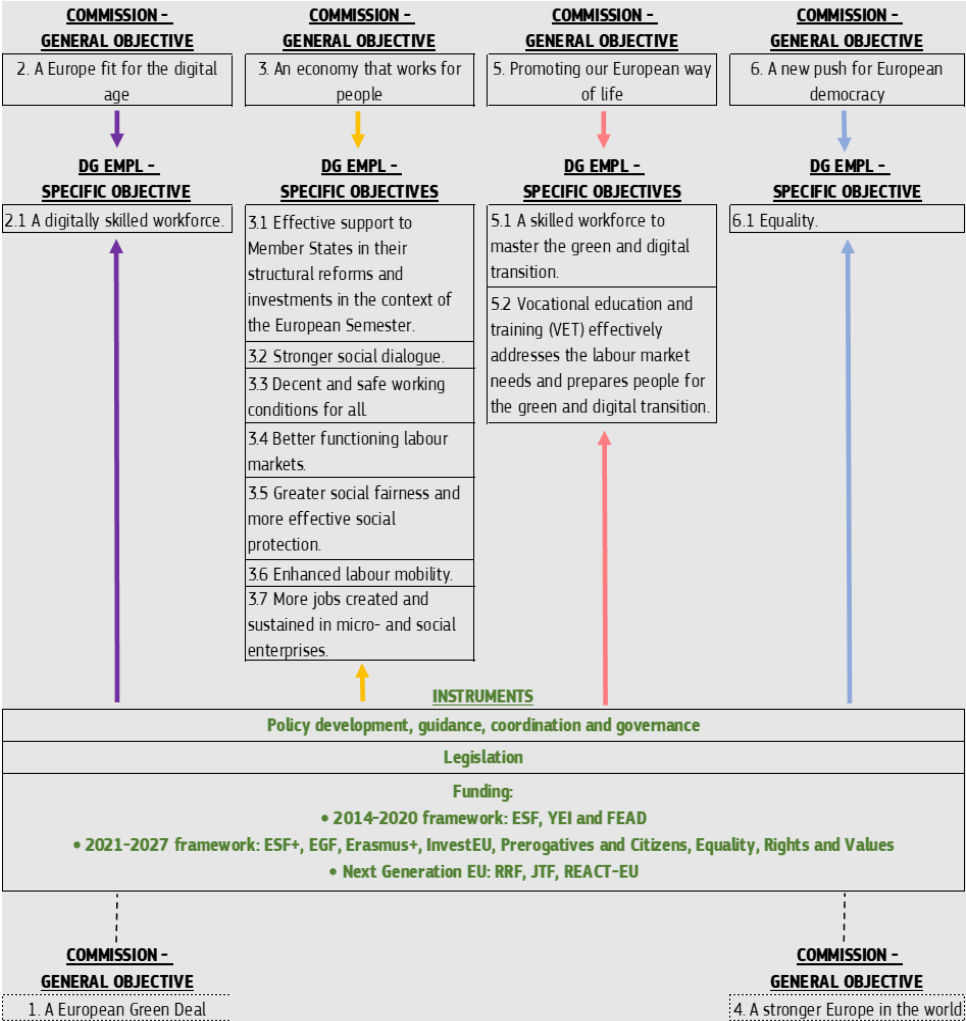 COMMISSION –
GENERAL OBJECTIVE
2. A Europe fit for the digital
age
DG EMPL –
SPECIFIC OBJECTIVE
2.1 A digitally skilled workforce.
COMMISSION –
GENERAL OBJECTIVE
3. An economy that works for
people
DG EMPL –
SPECIFIC OBJECTIVES
3.1 Effective support to
Member States in their
structural reforms and
investments in the context of
the European Semester.
3.2 Stronger social dialogue.
3.3 Decent and safe working
conditions for all
3.4 Better functioning labour
markets.
3.5 Greater social fairness and
more effective social
protection.
3.6 Enhanced labour mobility.
3.7 More jobs created and
sustained in micro- and social
enterprises.
COMMISSION –
GENERAL OBJECTIVE
5. Promoting our European way
of life
DG EMPL –
SPECIFIC OBJECTIVES
5.1 A skilled workforce to
master the green and digital
transition.
5.2 Vocational education and
training (VET) effectively
addresses the labour market
needs and prepares people for
the green and digital transition.
COMMISSION –
GENERAL OBJECTIVE
6. A new push for European
democracy
DG EMPL –
SPECIFIC OBJECTIVE
6.1 Equality.
INSTRUMENTS
Policy development, guidance, coordination and governance
Legislation
Funding:
• 2014-2020 framework: ESF, YEI and FEAD
• 2021-2027 framework: ESF+, EGF, Erasmus+, InvestEU, Prerogatives and Citizens, Equality, Rights and Values
• Next Generation EU: RRF, JTF, REACT-EU
COMMISSION –
GENERAL OBJECTIVE
1. A European Green Deal
COMMISSION –
GENERAL OBJECTIVE
4. A stronger Europe in the world